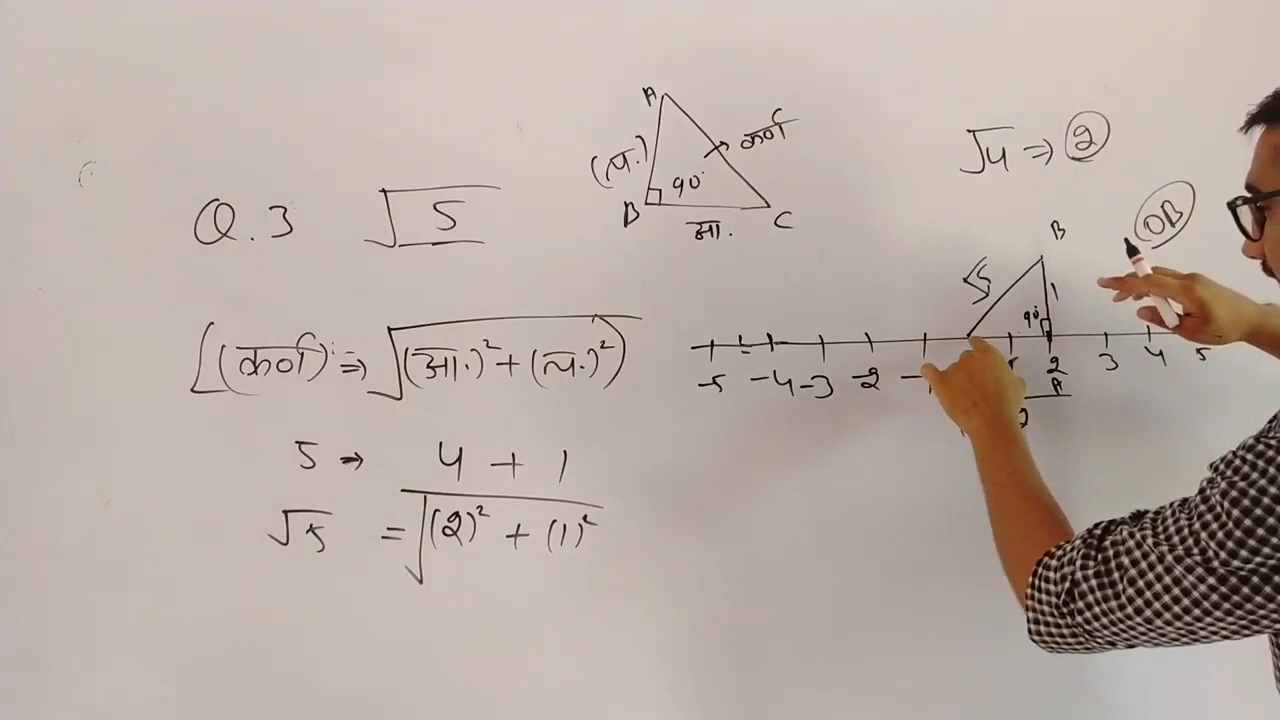 Q.3 √5
A
(ल.)
90°
कर्ण
B
आ.
C
[(कर्ण) ⇒ √(आ.)² + (ल.)²)
5 → 4 + 1
√5 = √(2)² + (1)²
√4 ⇒ 2
OB
B
√5
1
90°
-5 -4 -3 -2 2 3 4 5
A
2